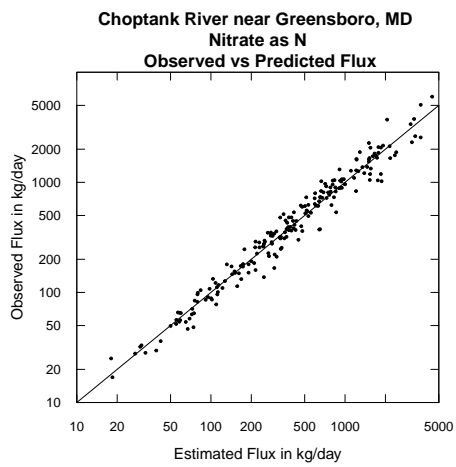 Choptank River near Greensboro, MD
Nitrate as N
Observed vs Predicted Flux
Observed Flux in kg/day
5000
2000
1000
500
200
100
50
20
10
10 20 50 100 200 500 1000 2000 5000
Estimated Flux in kg/day